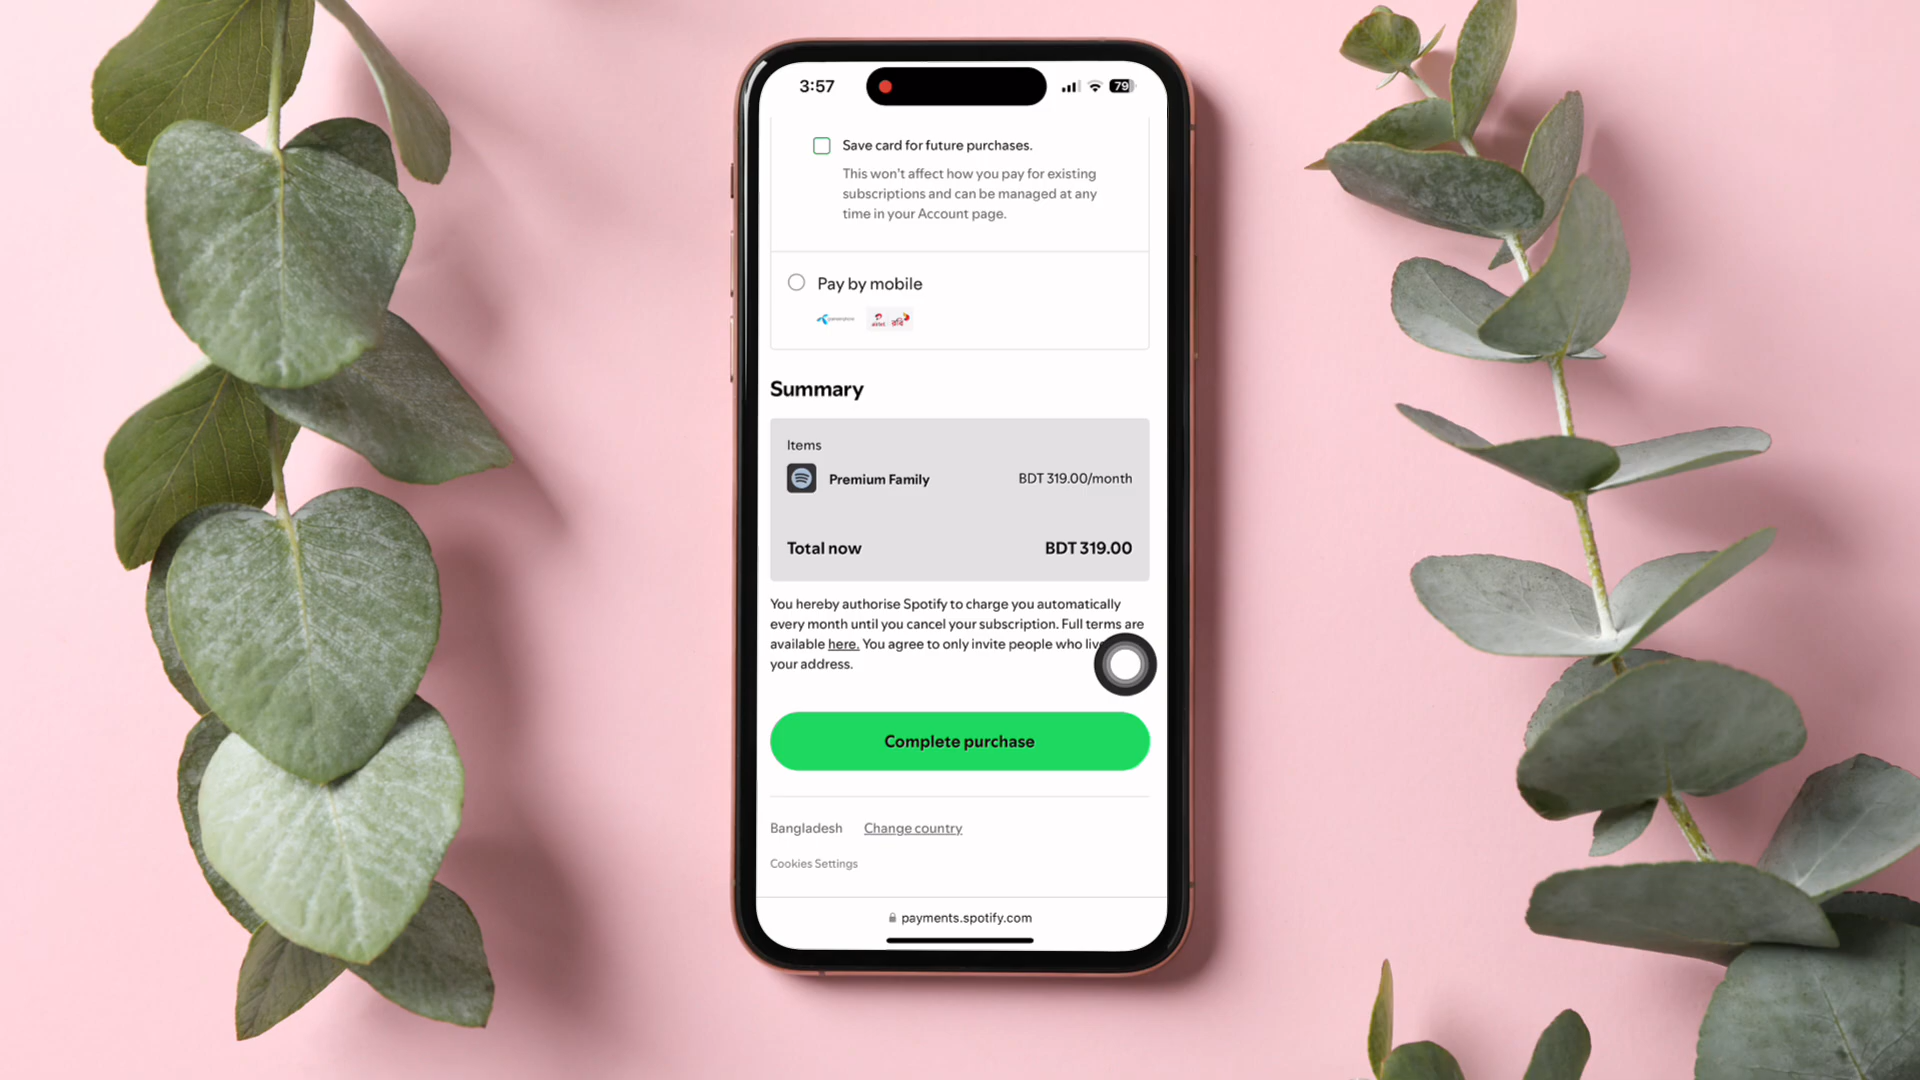 3:57
79
Save card for future purchases.
This won't affect how you pay for existing
subscriptions and can be managed at any
time in your Account page.
Pay by mobile
airtel রবি
Summary
Items
Premium Family BDT 319.00/month
Total now BDT 319.00
You hereby authorise Spotify to charge you automatically
every month until you cancel your subscription. Full terms are
available here. You agree to only invite people who
your address.
Complete purchase
Bangladesh Change country
Cookies Settings
payments.spotify.com